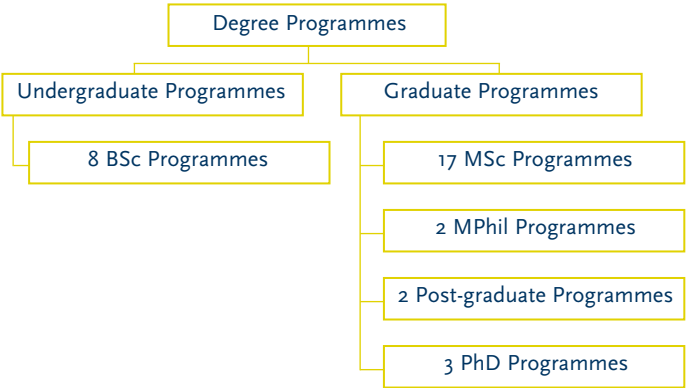 Degree Programmes
Undergraduate Programmes
8 BSc Programmes
Graduate Programmes
17 MSc Programmes
2 MPhil Programmes
2 Post-graduate Programmes
3 PhD Programmes